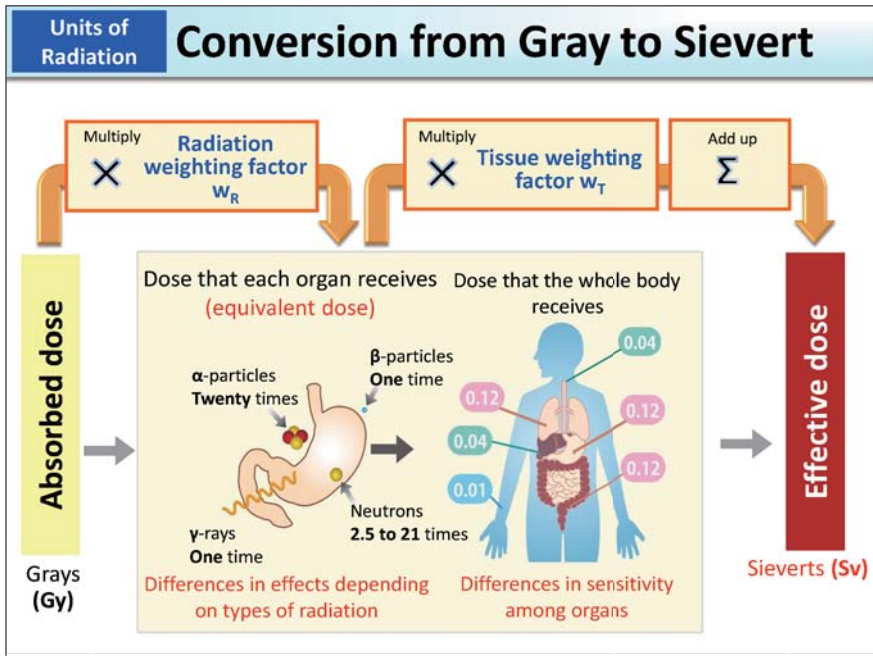 Units of
Radiation
Conversion from Gray to Sievert
Multiply
×
Radiation
weighting factor
wR
Multiply
×
Tissue weighting
factor wT
Add up
Σ
Absorbed dose
Grays
(Gy)
Dose that each organ receives
(equivalent dose)
α-particles
Twenty times
β-particles
One time
γ-rays
One time
Neutrons
2.5 to 21 times
Differences in effects depending
on types of radiation
Dose that the whole body
receives
0.04
0.12
0.12
0.04
0.12
0.01
Differences in sensitivity
among organs
Effective dose
Sieverts (Sv)